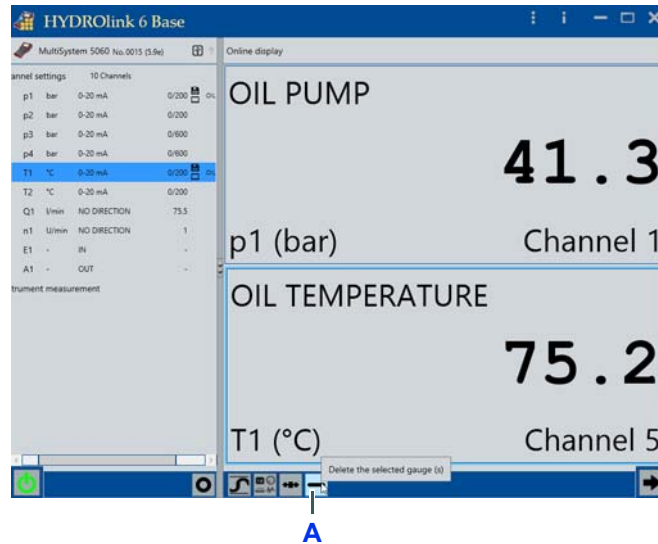 HYDROlink 6 Base
MultiSystem 5060 No. 0015 (5.9e) ?
Online display
annel settings 10 Channels
p1 bar 0-20 mA 0/200 OIL
p2 bar 0-20 mA 0/200
p3 bar 0-20 mA 0/600
p4 bar 0-20 mA 0/600
T1 °C 0-20 mA 0/200 OIL
T2 °C 0-20 mA 0/200
Q1 l/min NO DIRECTION 75.5
n1 U/min NO DIRECTION 1
E1 - IN -
A1 - OUT -
trument measurement
OIL PUMP
41.3
p1 (bar) Channel 1
OIL TEMPERATURE
75.2
T1 (°C) Channel 5
Delete the selected gauge (s)
A